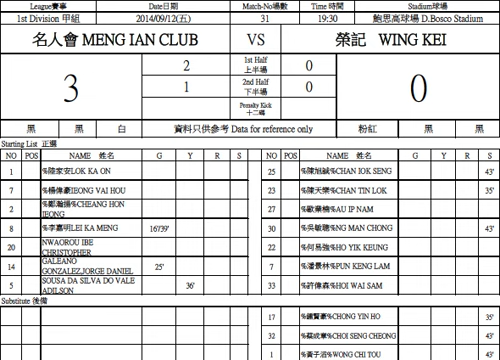 League賽事 Date日期 Match-No場數 Time 時間 Stadium球場
1st Division 甲組 2014/09/12(五) 31 19:30 鮑思高球場 D.Bosco Stadium
名人會 MENG IAN CLUB VS 榮記 WING KEI
3 2 1st Half 上半場 0 0
1 2nd Half 下半場 0
Penalty Kick 十二碼
黑 黑 白 資料只供參考 Data for reference only 粉紅 黑 黑
Starting List 正選
NO POS NAME 姓名 G Y R S NO POS NAME 姓名 G Y R S
1 %陸家安LOK KA ON 25 %陳旭誠%CHAN IOK SENG 43'
7 %楊偉豪IEONG VAI HOU 23 %陳天樂%CHAN TIN LOK 35'
2 %鄭瀚揚%CHEANG HON IEONG 27 %歐業楠%AU IP NAM
8 %李嘉明LEI KA MENG 16'/39' 30 %吳敏聰%NG MAN CHONG 43'
20 NWAOROU IBE CHRISTOPHER 22 %何易強%HO YIK KEUNG
14 GALEANO GONZALEZ,JORGE DANIEL 25' 7 %潘景林%PUN KENG LAM
5 SOUSA DA SILVA DO VALE ADILSON 36' 33 %許偉森%HOI WAI SAM
Substitute 後備
17 %鍾賢豪%CHONG YIN HO 35'
32 %蔡成章%CHOI SENG CHEONG 43'
1 %黃子滔%WONG CHI TOU 43'